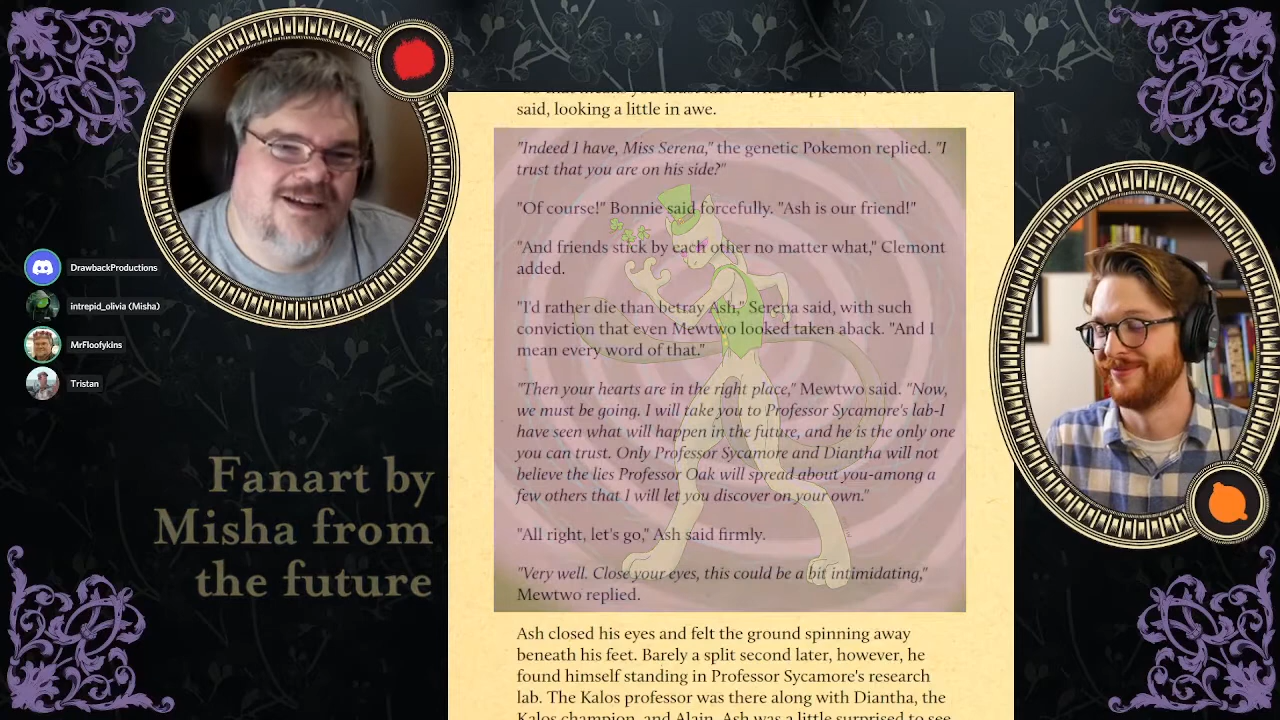 said, looking a little in awe.
"Indeed I have, Miss Serena," the genetic Pokemon replied. "I
trust that you are on his side?"
"Of course!" Bonnie said forcefully. "Ash is our friend!"
"And friends stick by each other no matter what," Clemont
added.
"I'd rather die than betray Ash," Serena said, with such
conviction that even Mewtwo looked taken aback. "And I
mean every word of that."
"Then your hearts are in the right place," Mewtwo said. "Now,
we must be going. I will take you to Professor Sycamore's lab-I
have seen what will happen in the future, and he is the only one
you can trust. Only Professor Sycamore and Diantha will not
believe the lies Professor Oak will spread about you-among a
few others that I will let you discover on your own."
"All right, let's go," Ash said firmly.
"Very well. Close your eyes, this could be a bit intimidating,"
Mewtwo replied.
Ash closed his eyes and felt the ground spinning away
beneath his feet. Barely a split second later, however, he
found himself standing in Professor Sycamore's research
lab. The Kalos professor was there along with Diantha, the
Kalos champion, and Alain. Ash was a little surprised to see
DrawbackProductions
intrepid_olivia (Misha)
MrFloofykins
Tristan
Fanart by
Misha from
the future